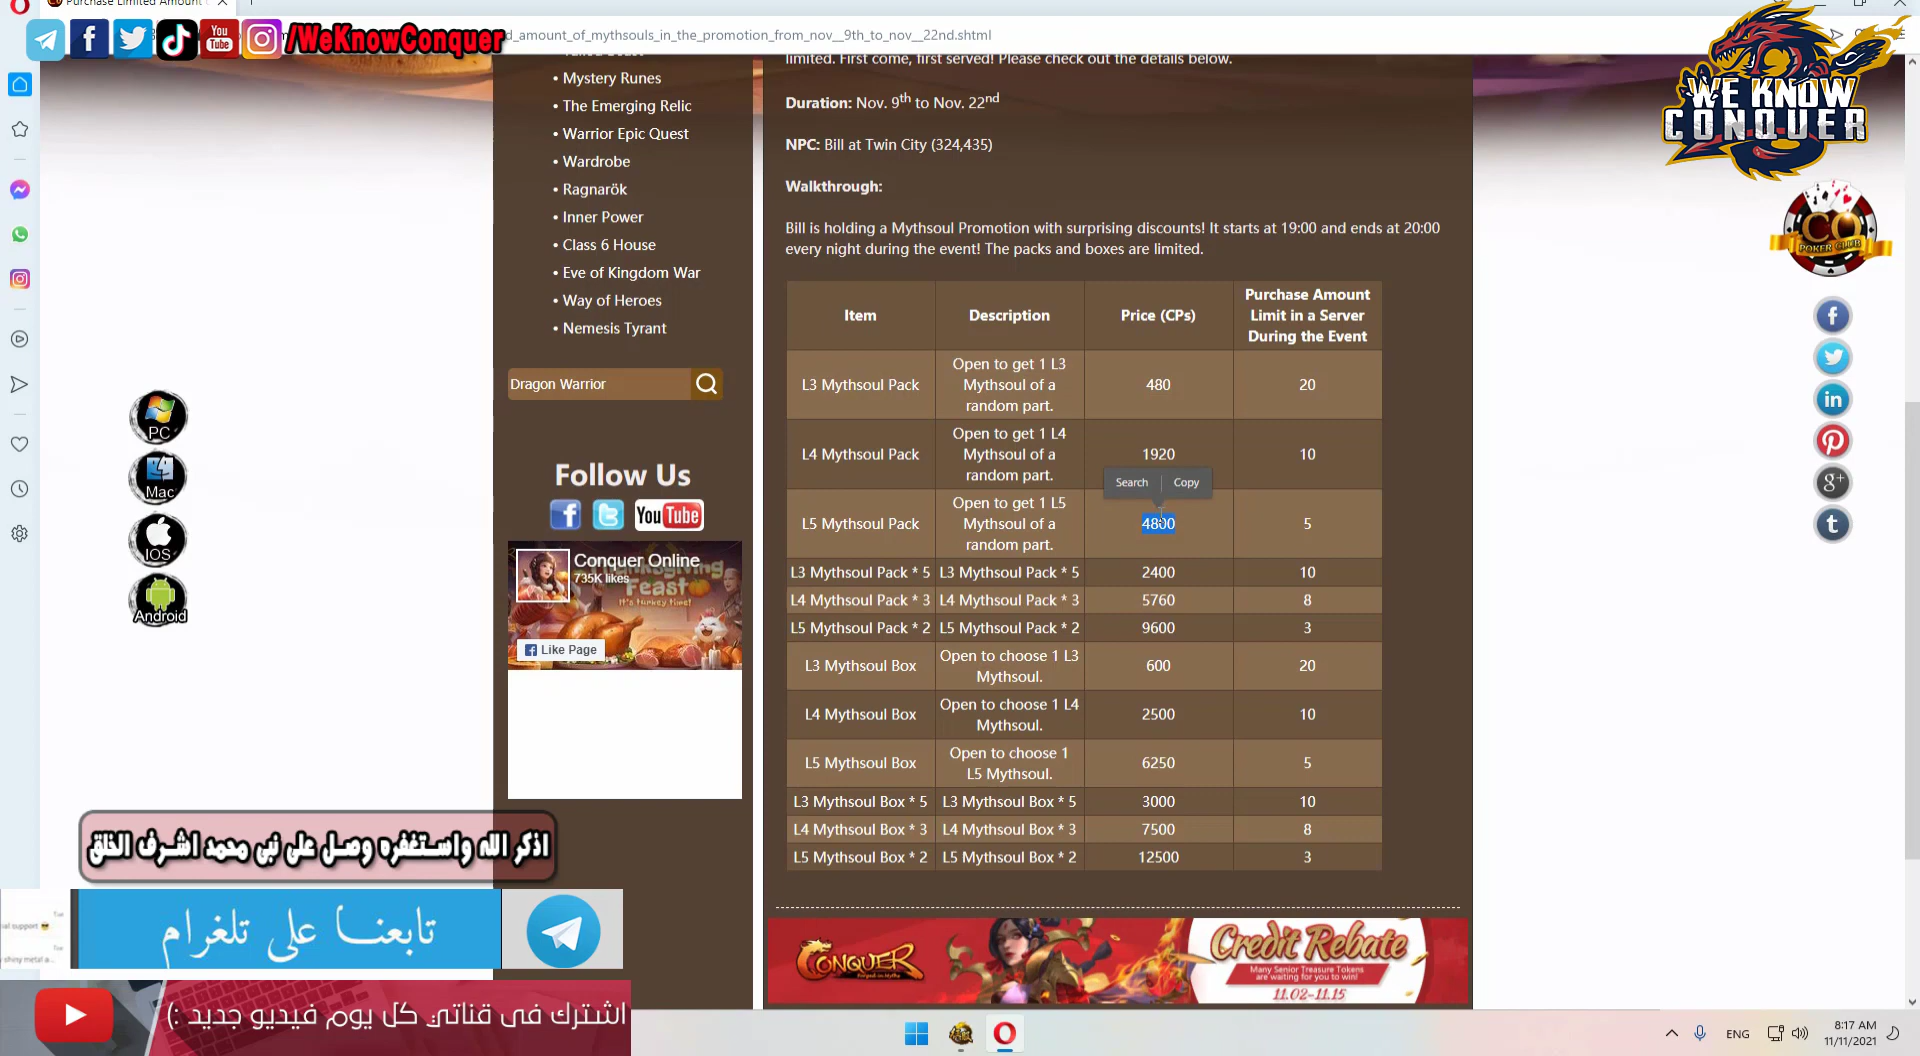 Purchase Limited Amount
/WeKnowConquer
d_amount_of_mythsouls_in_the_promotion_from_nov__9th_to_nov__22nd.shtml
WE KNOW
CONQUER
CO
POKER CLUB
• Mystery Runes
• The Emerging Relic
• Warrior Epic Quest
• Wardrobe
• Ragnarök
• Inner Power
• Class 6 House
• Eve of Kingdom War
• Way of Heroes
• Nemesis Tyrant
Dragon Warrior
Follow Us
You Tube
Conquer Online
735K likes
Feast
It's turkey time!
Like Page
PC
Mac
IOS
Android
limited. First come, first served! Please check out the details below.
Duration: Nov. 9th to Nov. 22nd
NPC: Bill at Twin City (324,435)
Walkthrough:
Bill is holding a Mythsoul Promotion with surprising discounts! It starts at 19:00 and ends at 20:00
every night during the event! The packs and boxes are limited.
Item Description Price (CPs) Purchase Amount
Limit in a Server
During the Event
L3 Mythsoul Pack Open to get 1 L3
Mythsoul of a
random part. 480 20
L4 Mythsoul Pack Open to get 1 L4
Mythsoul of a
random part. 1920 10
Search Copy
L5 Mythsoul Pack Open to get 1 L5
Mythsoul of a
random part. 4800 5
L3 Mythsoul Pack * 5 L3 Mythsoul Pack * 5 2400 10
L4 Mythsoul Pack * 3 L4 Mythsoul Pack * 3 5760 8
L5 Mythsoul Pack * 2 L5 Mythsoul Pack * 2 9600 3
L3 Mythsoul Box Open to choose 1 L3
Mythsoul. 600 20
L4 Mythsoul Box Open to choose 1 L4
Mythsoul. 2500 10
L5 Mythsoul Box Open to choose 1
L5 Mythsoul. 6250 5
L3 Mythsoul Box * 5 L3 Mythsoul Box * 5 3000 10
L4 Mythsoul Box * 3 L4 Mythsoul Box * 3 7500 8
L5 Mythsoul Box * 2 L5 Mythsoul Box * 2 12500 3
اذكر الله واستغفره وصل على نبي محمد اشرف الخلق
تابعنا على تلغرام
اشترك في قناتي كل يوم فيديو جديد :)
CONQUER
Credit Rebate
Many Senior Treasure Tokens
are waiting for you to win!
11.02-11.15
ENG
8:17 AM
11/11/2021